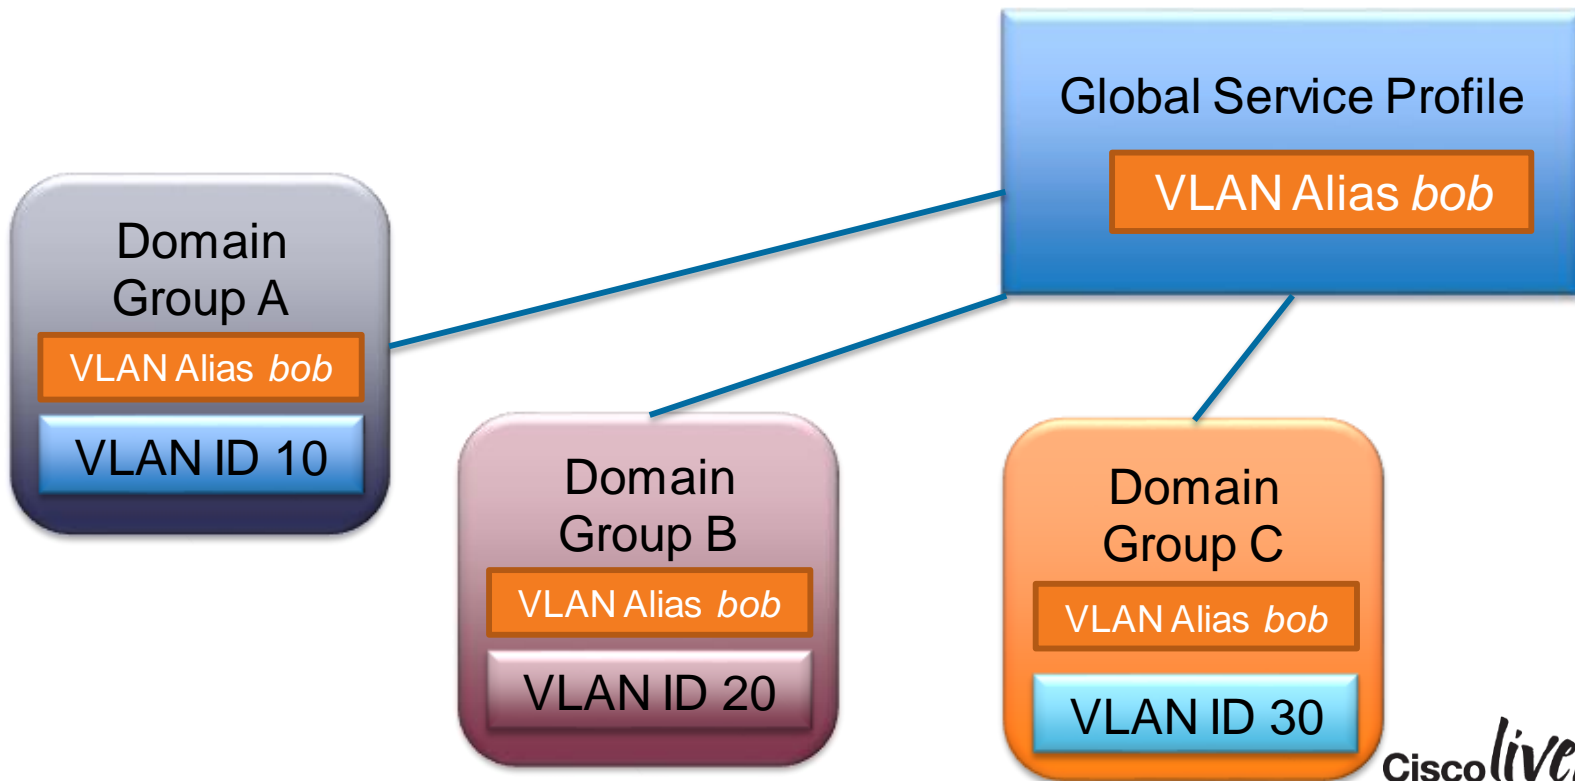 Global Service Profile
VLAN Alias bob
Domain
Group A
VLAN Alias bob
VLAN ID 10
Domain
Group B
VLAN Alias bob
VLAN ID 20
Domain
Group C
VLAN Alias bob
VLAN ID 30
Cisco live